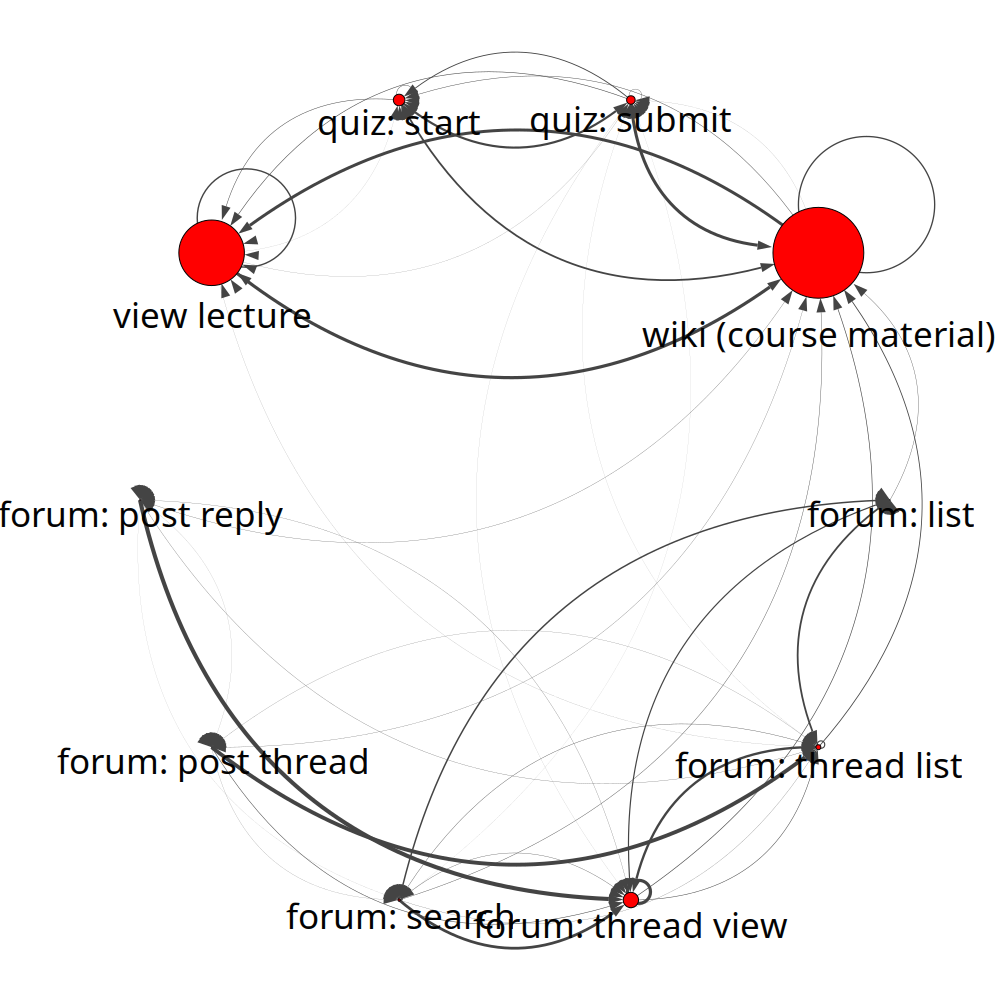 quiz: start
quiz: submit
view lecture
wiki (course material)
forum: post reply
forum: list
forum: post thread
forum: thread list
forum: search
forum: thread view